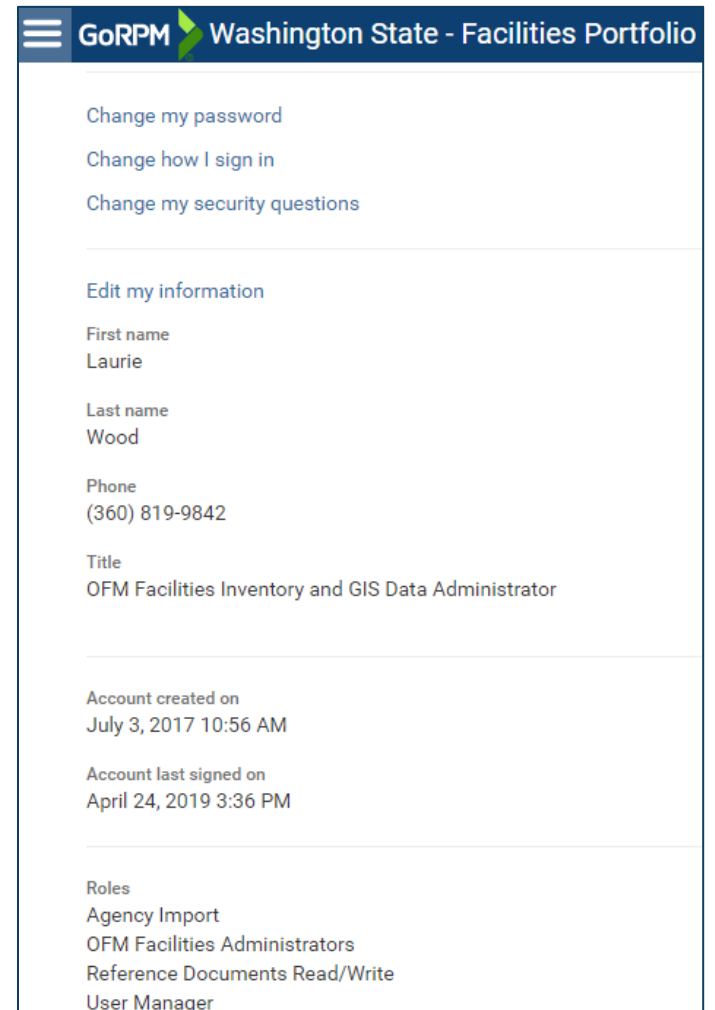 GoRPM Washington State - Facilities Portfolio
Change my password
Change how I sign in
Change my security questions
Edit my information
First name
Laurie
Last name
Wood
Phone
(360) 819-9842
Title
OFM Facilities Inventory and GIS Data Administrator
Account created on
July 3, 2017 10:56 AM
Account last signed on
April 24, 2019 3:36 PM
Roles
Agency Import
OFM Facilities Administrators
Reference Documents Read/Write
User Manager